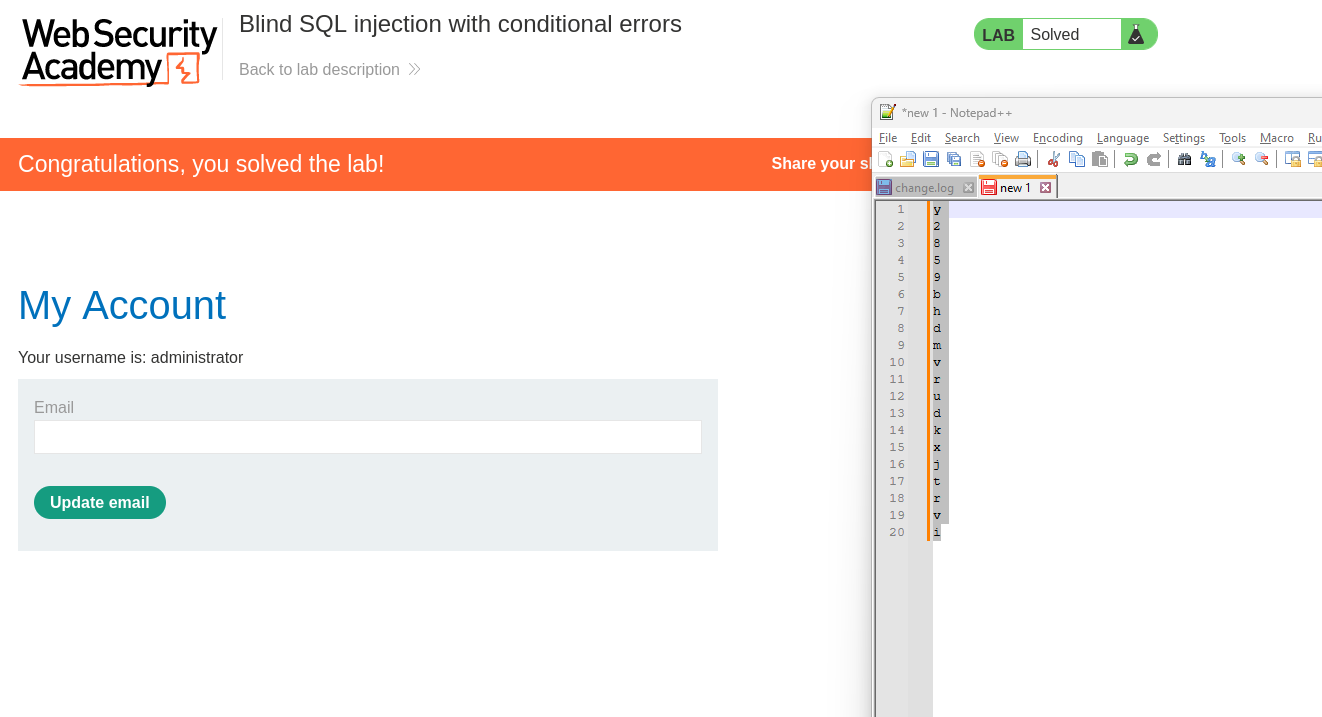 Web Security
Academy
Blind SQL injection with conditional errors
Back to lab description
LAB Solved
Congratulations, you solved the lab!
Share your
My Account
Your username is: administrator
Email
Update email
*new 1 - Notepad++
File Edit Search View Encoding Language Settings Tools Macro Ru
change.log new 1
1 y
2 2
3 8
4 5
5 9
6 b
7 h
8 d
9 m
10 v
11 r
12 u
13 d
14 k
15 x
16 j
17 t
18 r
19 v
20 i